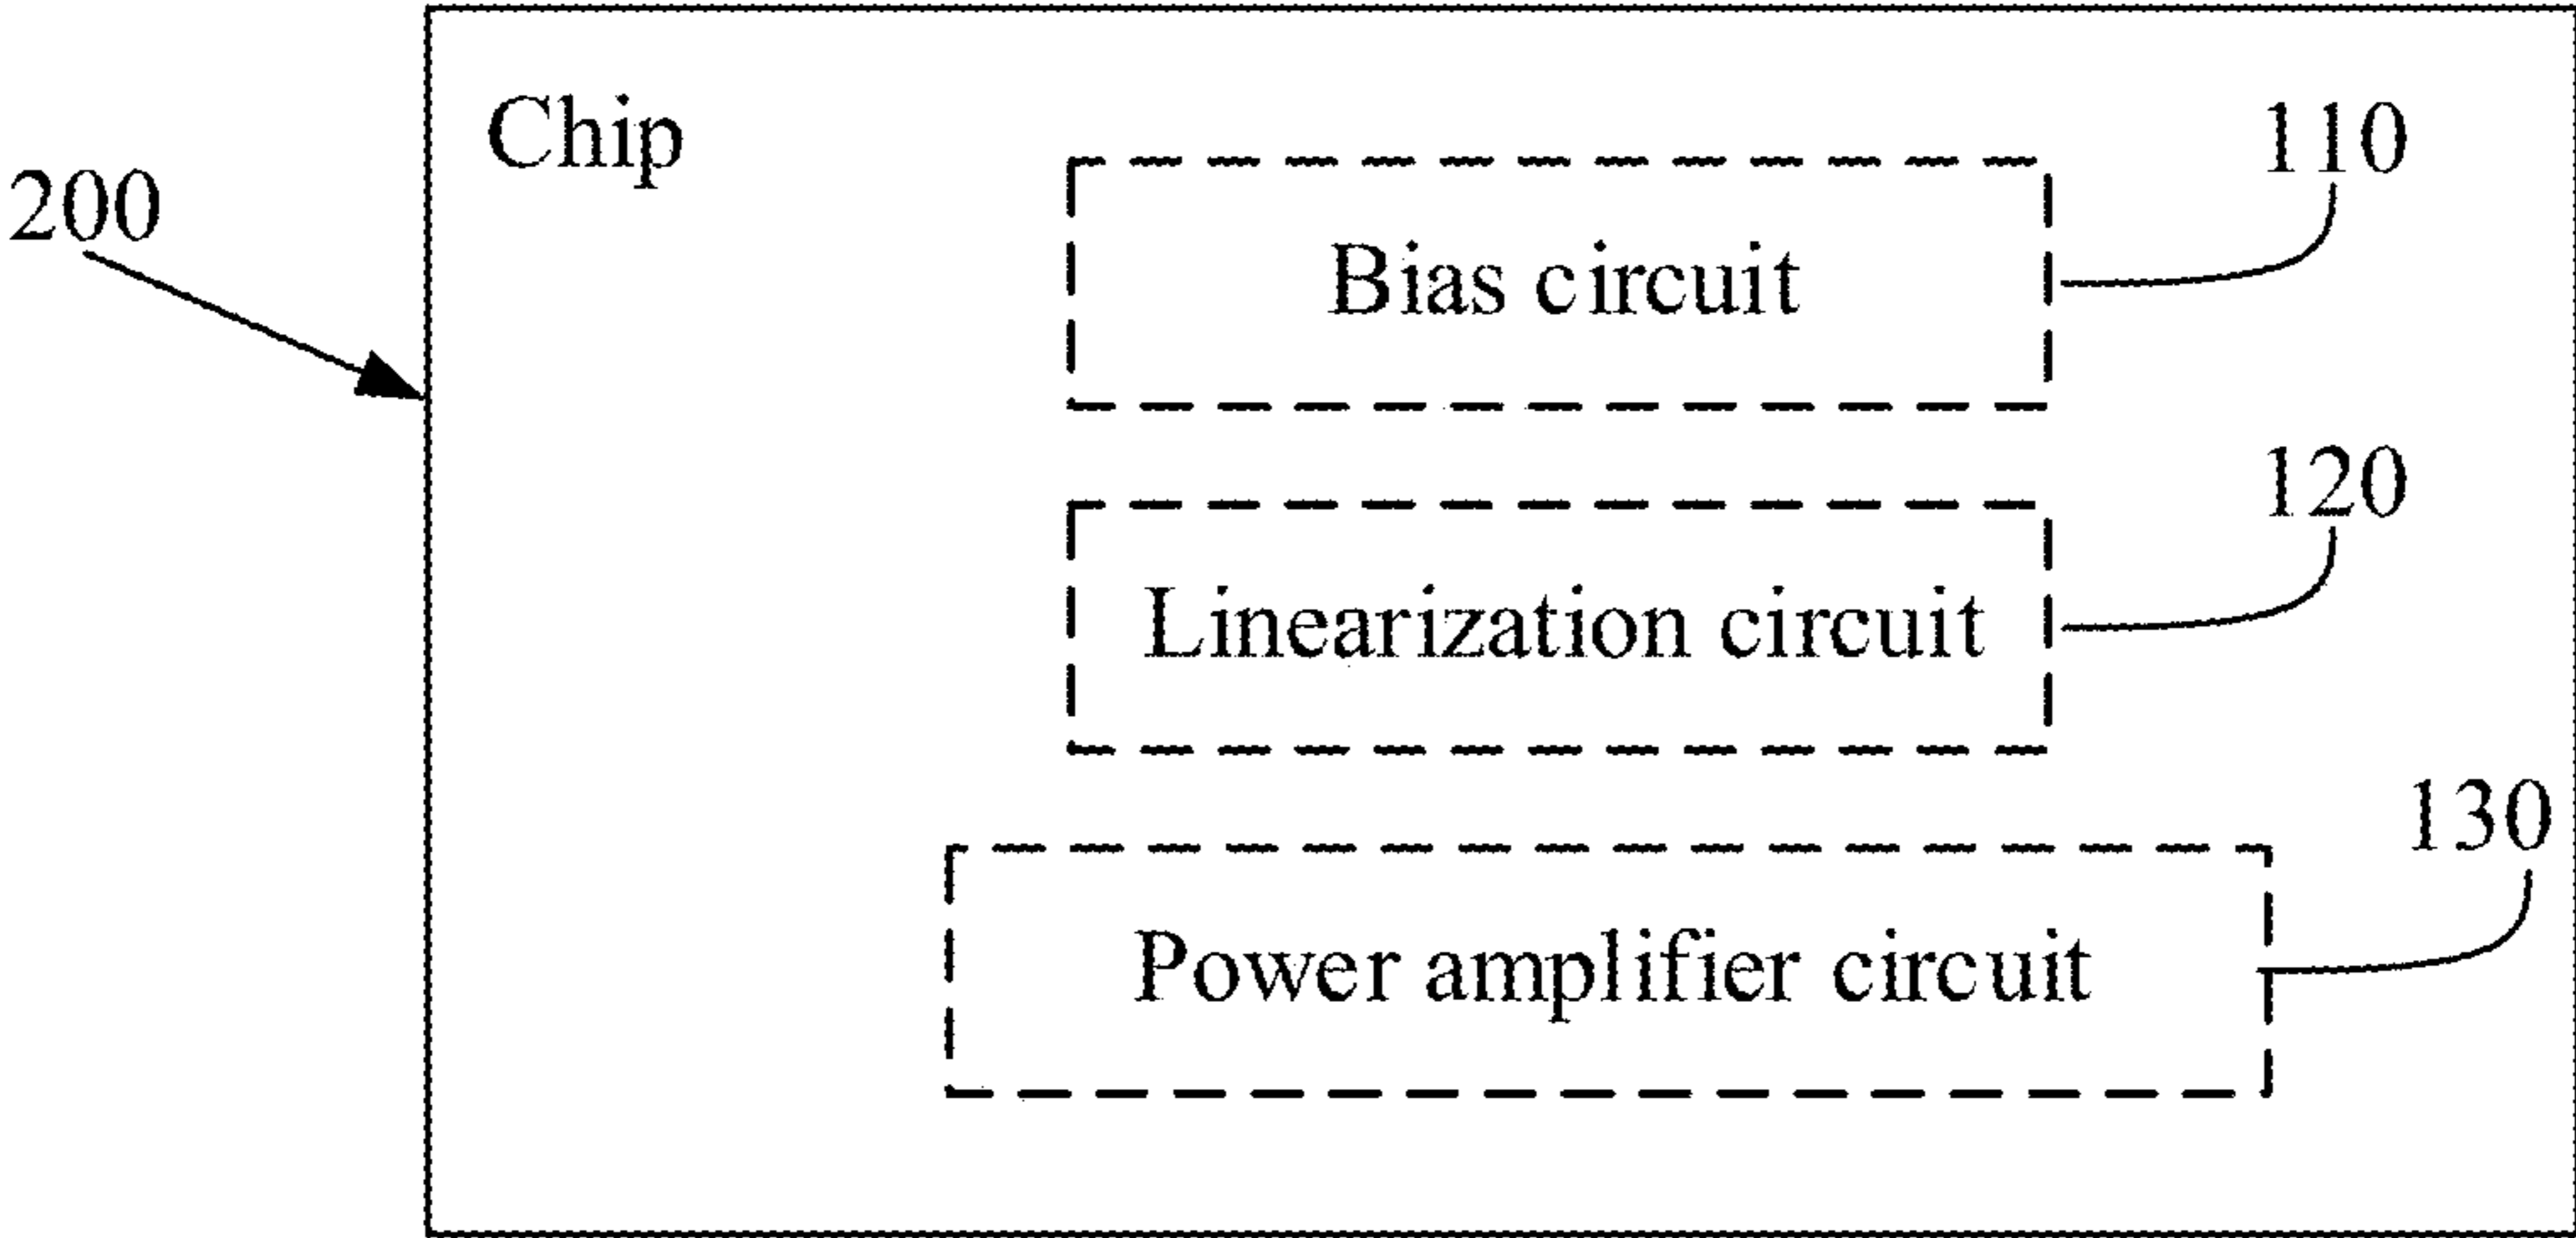 Chip
110
200
Bias circuit
120
Linearization circuit
130
Power amplifier circuit